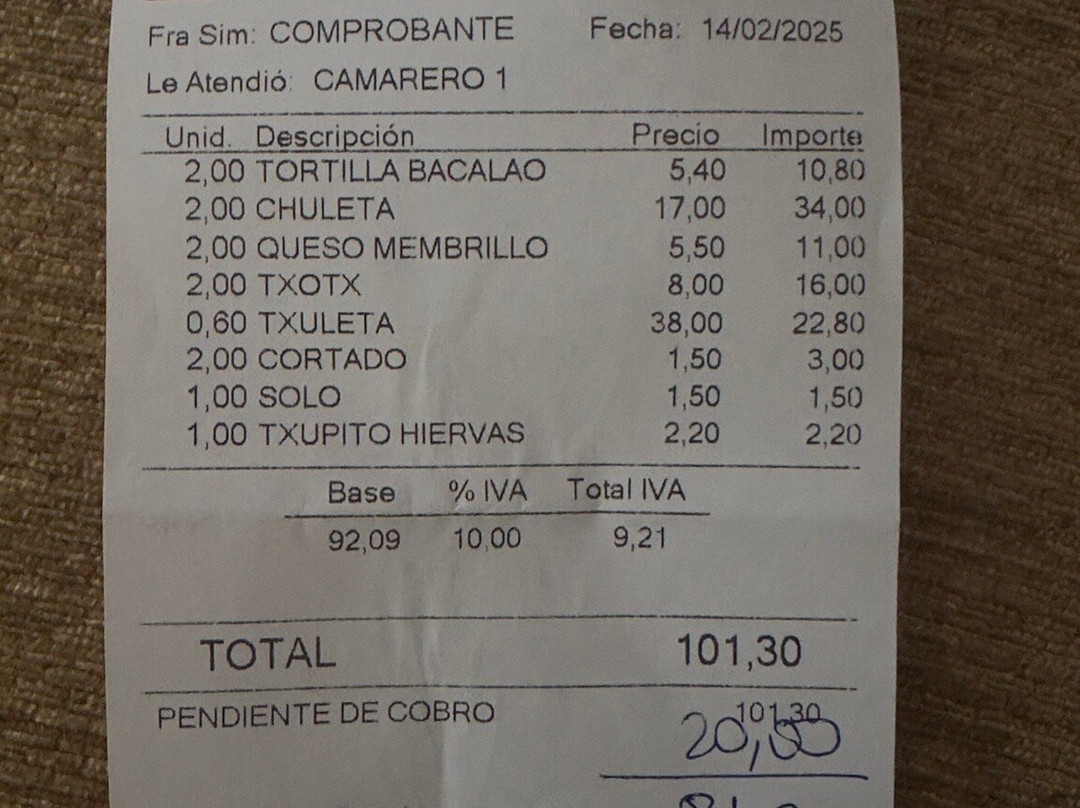 Fra Sim: COMPROBANTE Fecha: 14/02/2025
Le Atendió: CAMARERO 1
Unid. Descripción Precio Importe
2,00 TORTILLA BACALAO 5,40 10,80
2,00 CHULETA 17,00 34,00
2,00 QUESO MEMBRILLO 5,50 11,00
2,00 TXOTX 8,00 16,00
0,60 TXULETA 38,00 22,80
2,00 CORTADO 1,50 3,00
1,00 SOLO 1,50 1,50
1,00 TXUPITO HIERVAS 2,20 2,20
Base % IVA Total IVA
92,09 10,00 9,21
TOTAL 101,30
PENDIENTE DE COBRO 101,30